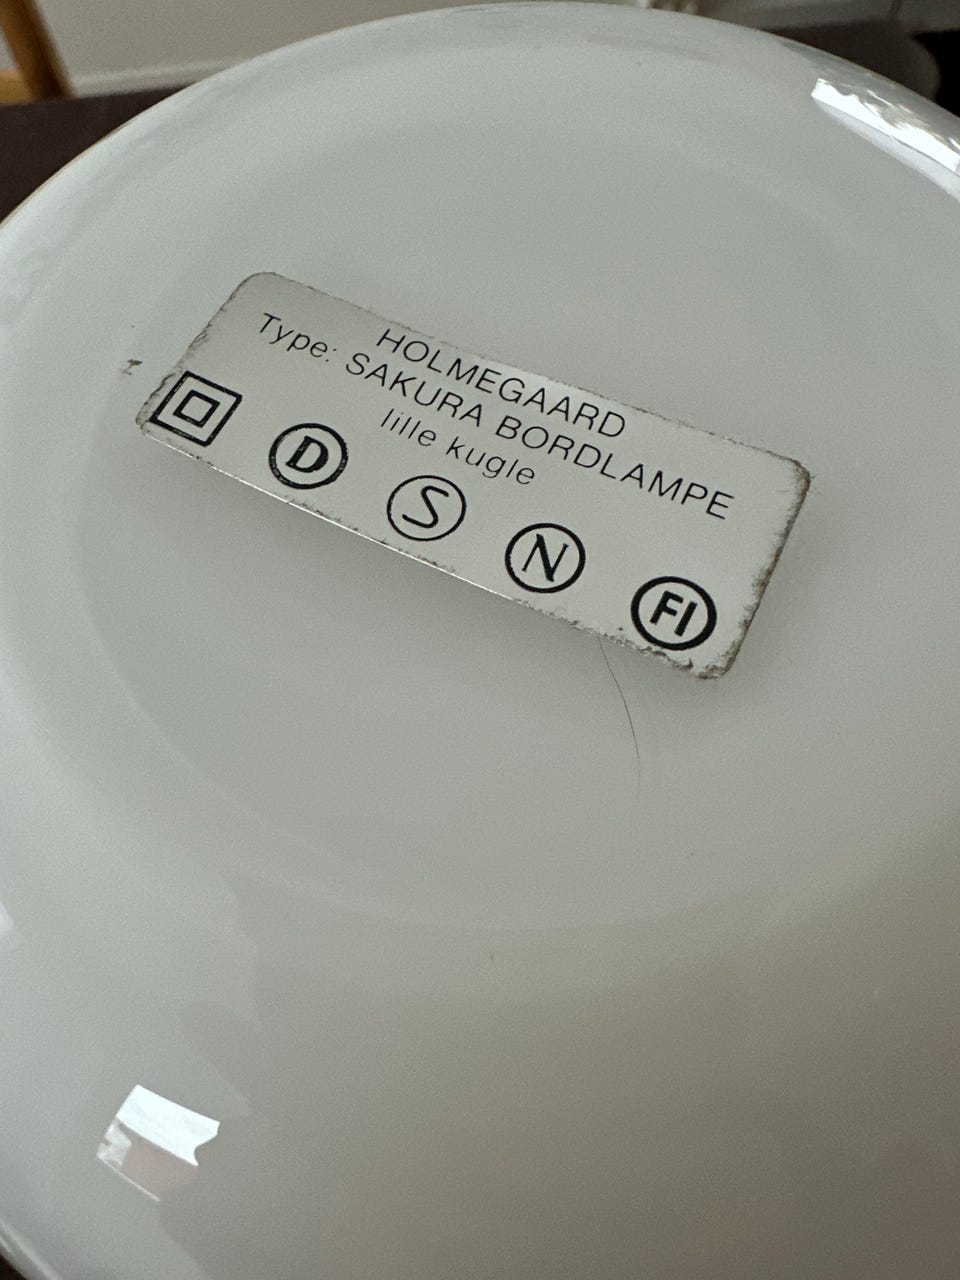 HOLMEGAARD
Type: SAKURA BORDLAMPE
lille kugle
D S N FI